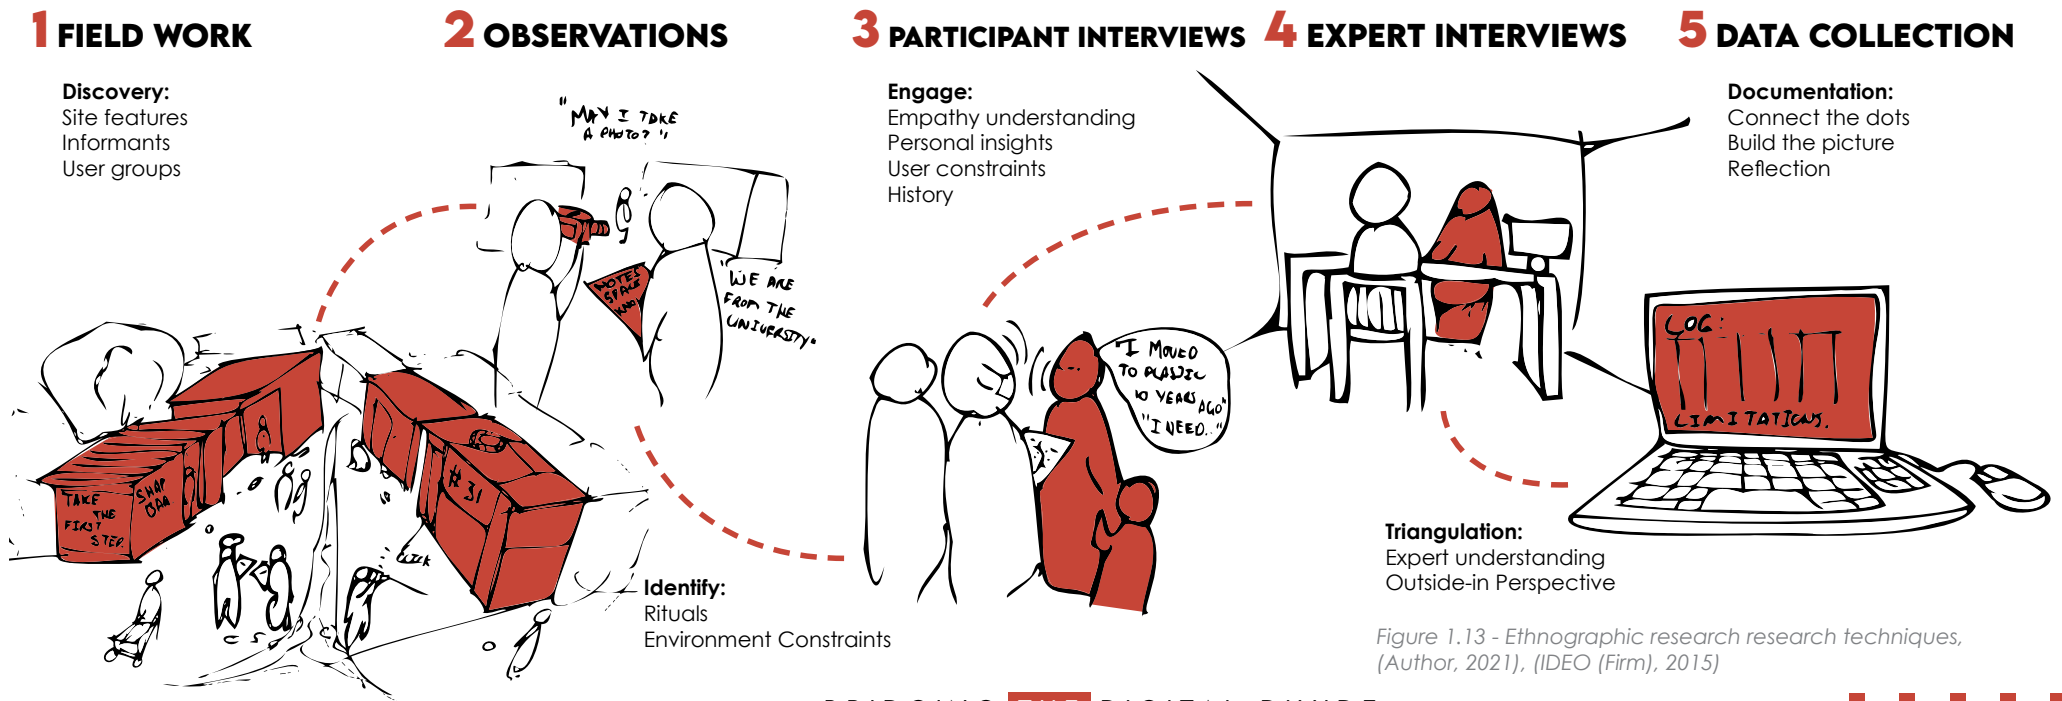 1 FIELD WORK
Discovery:
Site features
Informants
User groups
TAKE
THE
FIRST
STEP.
#31
CLICK
2 OBSERVATIONS
"MAY I TAKE
A PHOTO?"
NOTES
SPACE
"WE ARE
FROM THE
UNIVERSITY"
Identify:
Rituals
Environment Constraints
3 PARTICIPANT INTERVIEWS
Engage:
Empathy understanding
Personal insights
User constraints
History
"I MOVED
TO PLASTIC
10 YEARS
AGO"
"I NEED.."
4 EXPERT INTERVIEWS
Triangulation:
Expert understanding
Outside-in Perspective
5 DATA COLLECTION
Documentation:
Connect the dots
Build the picture
Reflection
LOG:
LIMITATIONS.
Figure 1.13 - Ethnographic research research techniques,
(Author, 2021), (IDEO (Firm), 2015)